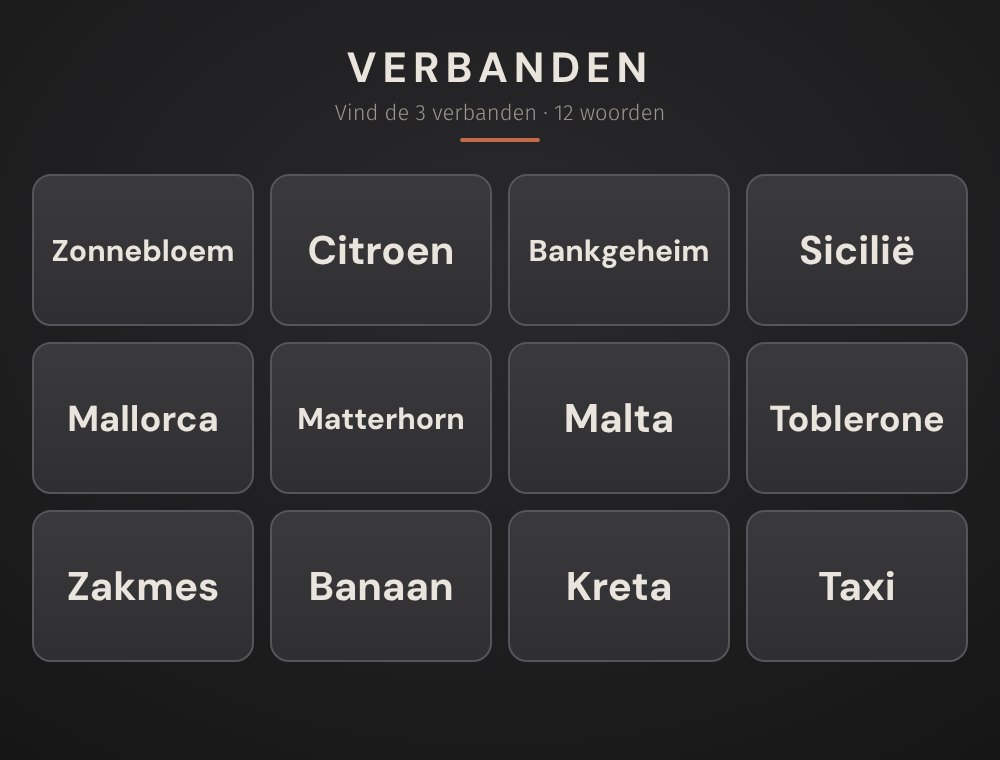 VERBANDEN
Vind de 3 verbanden · 12 woorden
Zonnebloem
Citroen
Bankgeheim
Sicilië
Mallorca
Matterhorn
Malta
Toblerone
Zakmes
Banaan
Kreta
Taxi